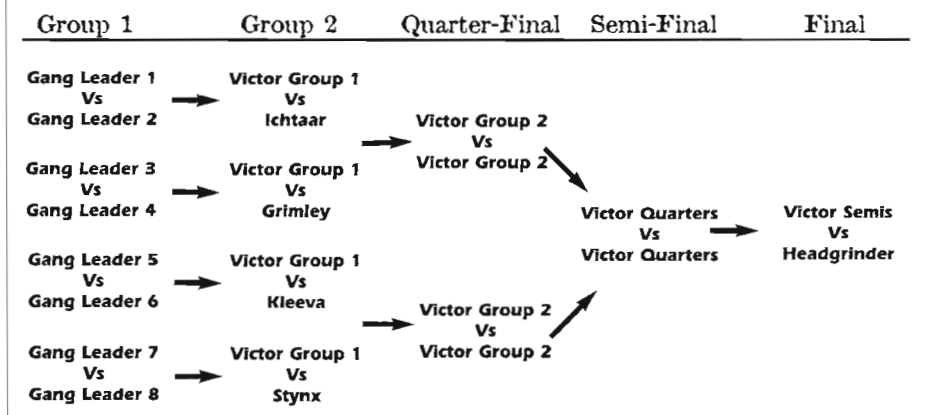 Group 1
Group 2
Quarter-Final
Semi-Final
Final
Gang Leader 1
Vs
Gang Leader 2
Victor Group 1
Vs
Ichtaar
Gang Leader 3
Vs
Gang Leader 4
Victor Group 1
Vs
Grimley
Gang Leader 5
Vs
Gang Leader 6
Victor Group 1
Vs
Kleeva
Gang Leader 7
Vs
Gang Leader 8
Victor Group 1
Vs
Stynx
Victor Group 2
Vs
Victor Group 2
Victor Group 2
Vs
Victor Group 2
Victor Quarters
Vs
Victor Quarters
Victor Semis
Vs
Headgrinder